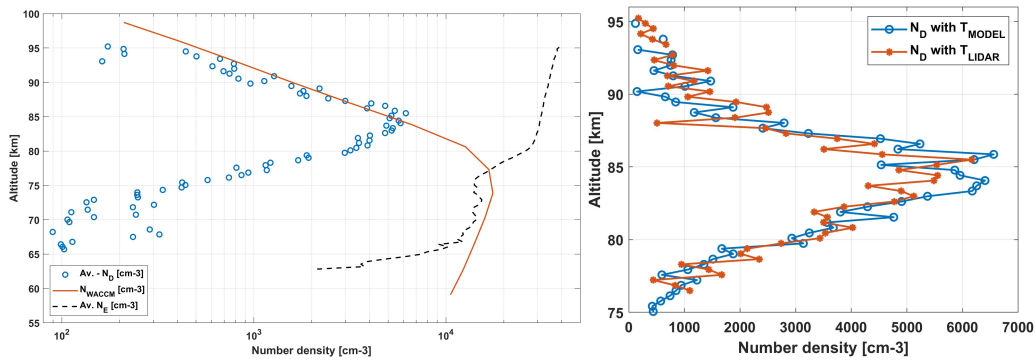 100
95
90
85
80
75
70
65
60
55
Altitude [km]
10^2
10^3
10^4
Number density [cm-3]
Av. - N_D [cm-3]
N_WACCM [cm-3]
Av. N_E [cm-3]
95
90
85
80
75
Altitude [km]
0
1000
2000
3000
4000
5000
6000
7000
Number density [cm-3]
N_D with T_MODEL
N_D with T_LIDAR